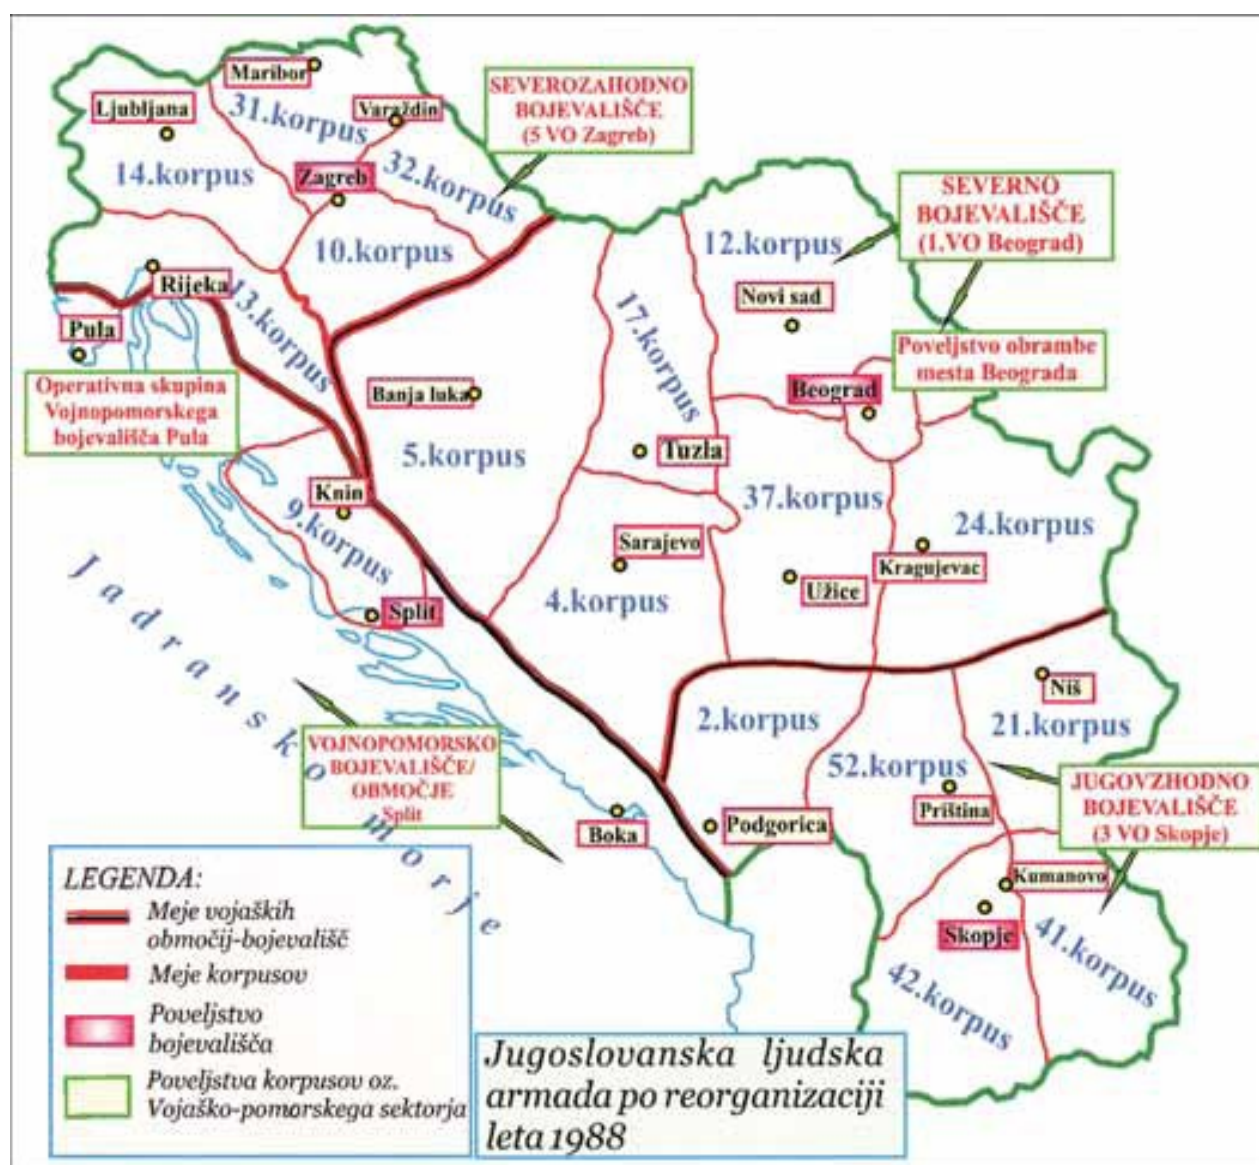 Maribor
Ljubljana
31.korpus
Varaždin
SEVEROZAHODNO
BOJEVALIŠČE
(5 VO Zagreb)
14.korpus
Zagreb
32.korpus
SEVERNO
BOJEVALIŠČE
(1.VO Beograd)
10.korpus
12.korpus
Rijeka
13.korpus
Novi sad
17.korpus
Pula
Poveljstvo obrambe
mesta Beograda
Operativna skupina
Vojnopomorskega
bojevališča Pula
Banja luka
Beograd
5.korpus
Tuzla
Knin
9.korpus
37.korpus
24.korpus
Sarajevo
Kragujevac
4.korpus
Užice
Split
Jadransko morje
Niš
2.korpus
21.korpus
VOJNOPOMORSKO
BOJEVALIŠČE/
OBMOČJE
Split
52.korpus
Priština
JUGOVZHODNO
BOJEVALIŠČE
(3 VO Skopje)
Boka
Podgorica
Kumanovo
Skopje
41.korpus
42.korpus
LEGENDA:
Meje vojaških
območij-bojevališč
Meje korpusov
Poveljstvo
bojevališča
Poveljstva korpusov oz.
Vojaško-pomorskega sektorja
Jugoslovanska ljudska
armada po reorganizaciji
leta 1988